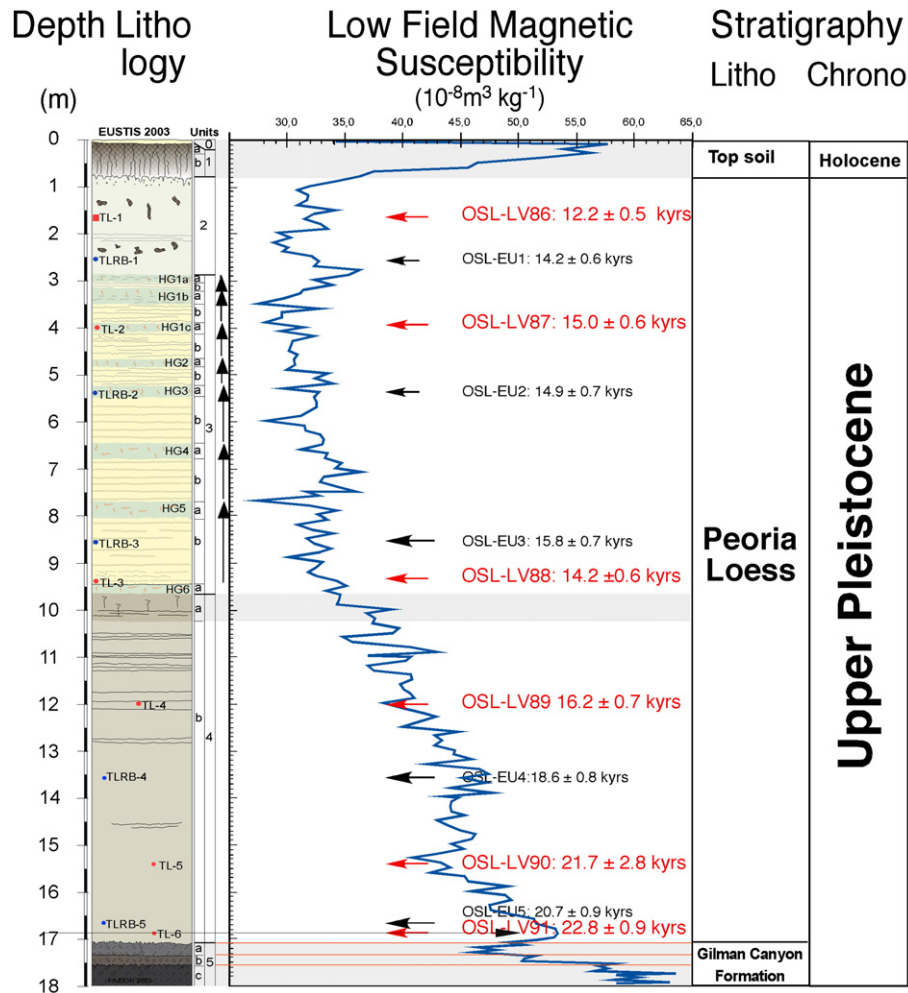 Depth Litho
logy
Low Field Magnetic
Susceptibility
(10⁻⁸m³ kg⁻¹)
Stratigraphy
Litho Chrono
(m)
EUSTIS 2003 Units
30,0 35,0 40,0 45,0 50,0 55,0 60,0 65,0
0
1
2
3
4
5
6
7
8
9
10
11
12
13
14
15
16
17
18
TL-1
TLRB-1
HG1a
HG1b
TL-2
HG1c
HG2
TLRB-2
HG3
HG4
HG5
TLRB-3
TL-3
HG6
TL-4
TLRB-4
TL-5
TLRB-5
TL-6
a 0
b 1
2
a
b
a
b
a
b
a
b
a
b 3
a
b
a
b
a
a
b 4
a
b 5
c
OSL-LV86: 12.2 ± 0.5 kyrs
OSL-EU1: 14.2 ± 0.6 kyrs
OSL-LV87: 15.0 ± 0.6 kyrs
OSL-EU2: 14.9 ± 0.7 kyrs
OSL-EU3: 15.8 ± 0.7 kyrs
OSL-LV88: 14.2 ±0.6 kyrs
OSL-LV89 16.2 ± 0.7 kyrs
OSL-EU4:18.6 ± 0.8 kyrs
OSL-LV90: 21.7 ± 2.8 kyrs
OSL-EU5: 20.7 ± 0.9 kyrs
OSL-LV91: 22.8 ± 0.9 kyrs
Top soil
Peoria
Loess
Gilman Canyon
Formation
Holocene
Upper Pleistocene